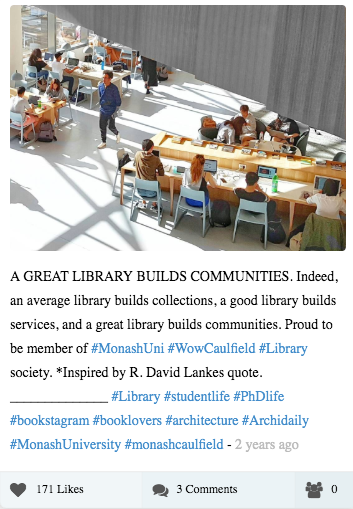 A GREAT LIBRARY BUILDS COMMUNITIES. Indeed,
an average library builds collections, a good library builds
services, and a great library builds communities. Proud to
be member of #MonashUni #WowCaulfield #Library
society. *Inspired by R. David Lankes quote.
______________ #Library #studentlife #PhDlife
#bookstagram #booklovers #architecture #Archidaily
#MonashUniversity #monashcaulfield - 2 years ago
171 Likes 3 Comments 0